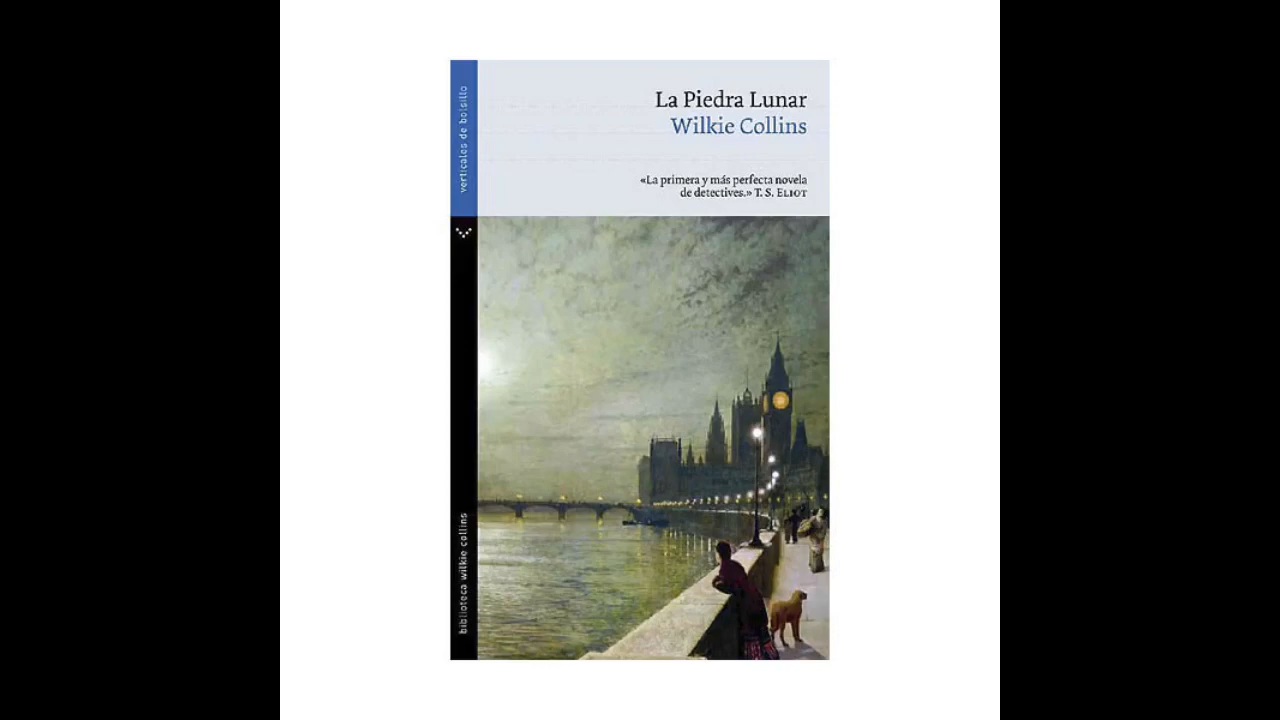 La Piedra Lunar
Wilkie Collins
«La primera y más perfecta novela
de detectives.» T. S. ELIOT
verticales de bolsillo
biblioteca wilkie collins